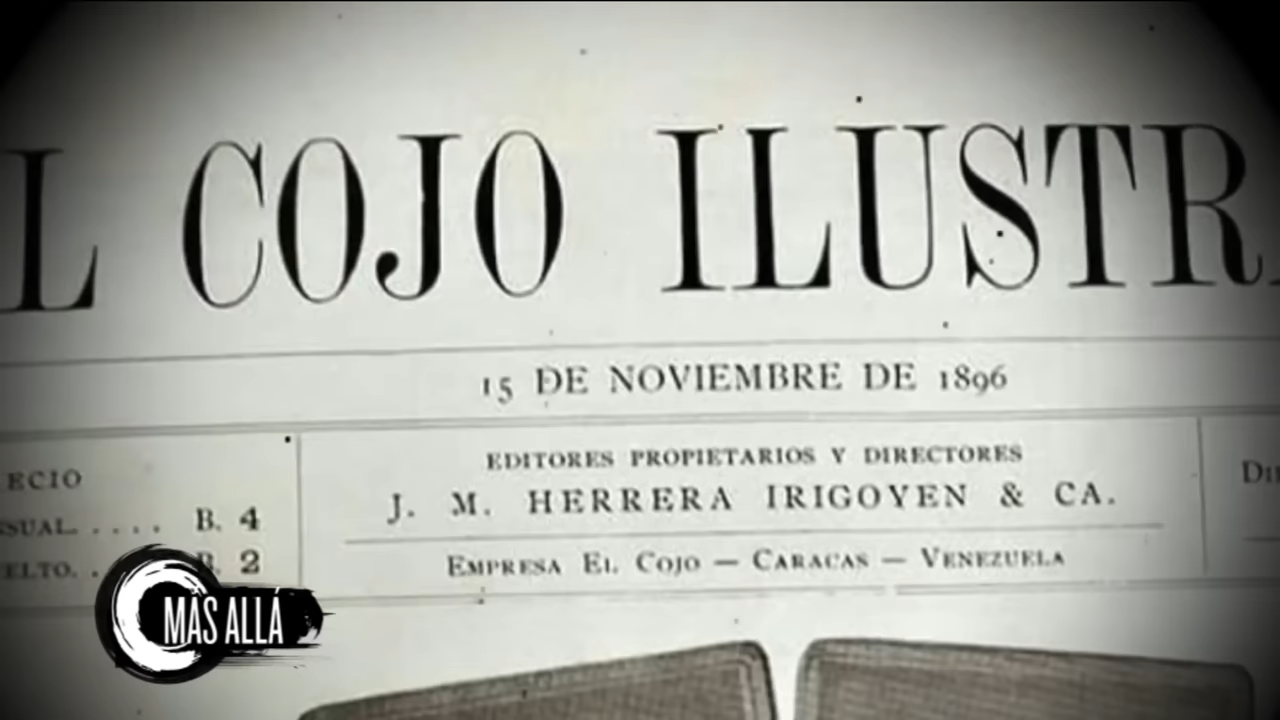 L COJO ILUSTR
15 DE NOVIEMBRE DE 1896
ECIO
SUAL..... B. 4
ELTO. . B. 2
EDITORES PROPIETARIOS Y DIRECTORES
J. M. HERRERA IRIGOYEN & CA.
EMPRESA EL COJO — CARACAS — VENEZUELA
MÁS ALLÁ